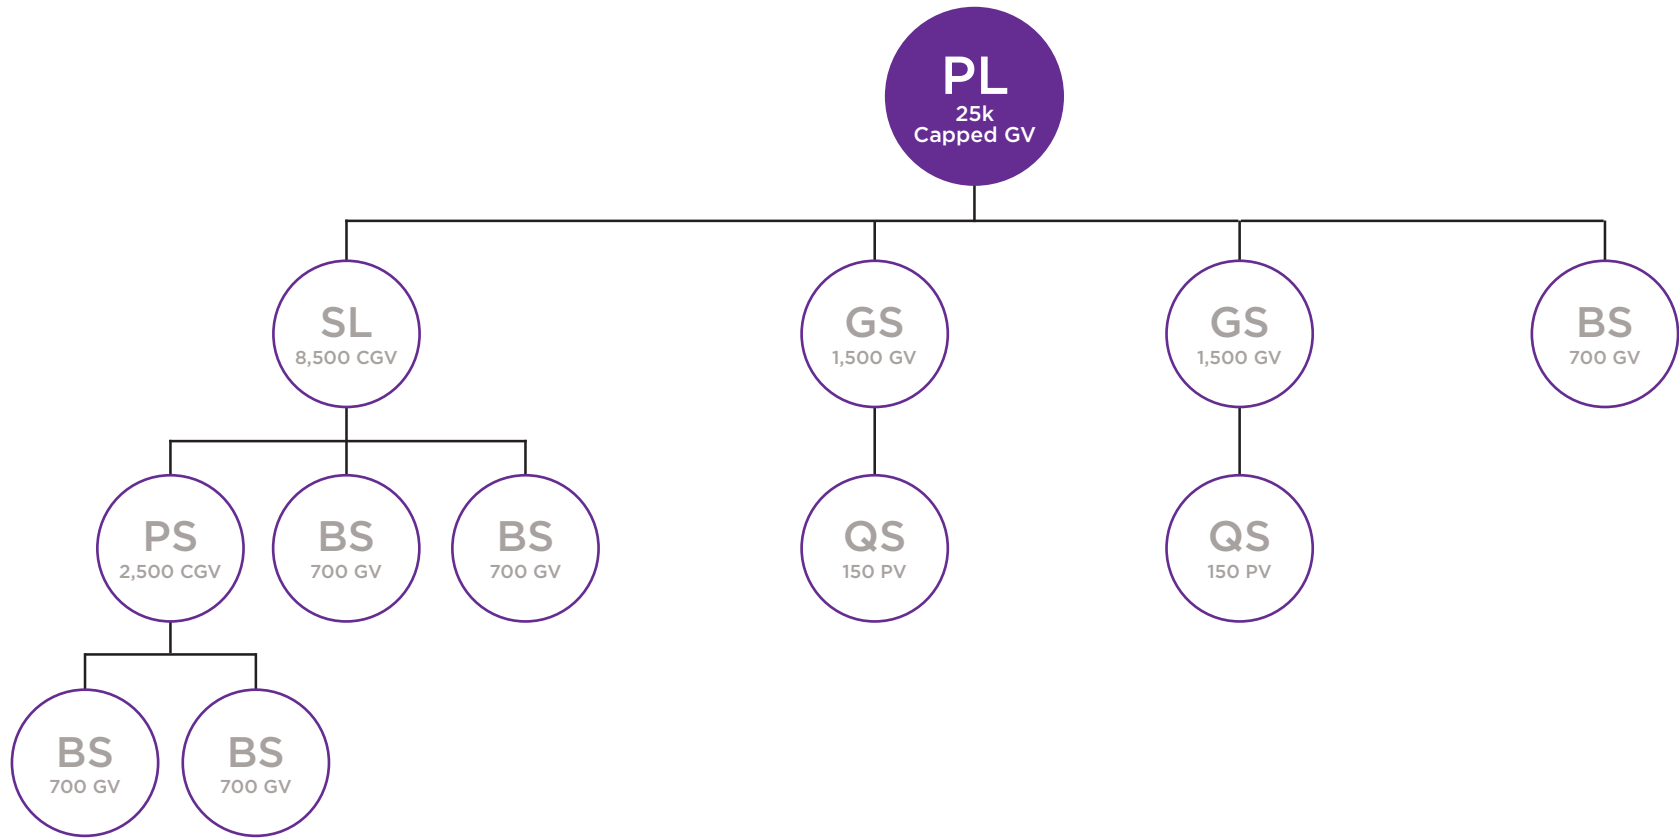 PL
25k
Capped GV
SL
8,500 CGV
GS
1,500 GV
GS
1,500 GV
BS
700 GV
PS
2,500 CGV
BS
700 GV
BS
700 GV
QS
150 PV
QS
150 PV
BS
700 GV
BS
700 GV